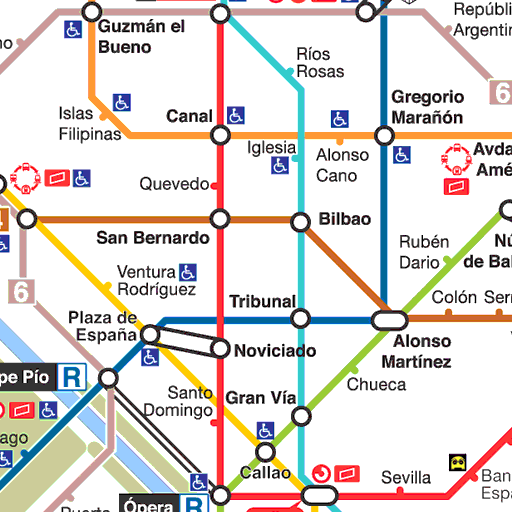 Guzmán el
Bueno
Repúbli
Argentin
Ríos
Rosas
Islas
Filipinas
Canal
Gregorio
Marañón
6
Iglesia
Alonso
Cano
Avda
Amé
Quevedo
San Bernardo
Bilbao
Rubén
Darío
Nú
de Bal
6
Ventura
Rodríguez
Tribunal
Colón
Serr
Plaza de
España
Noviciado
Alonso
Martínez
pe Pío
R
Santo
Domingo
Gran Vía
Chueca
ago
Callao
Sevilla
Ban
Espa
Puerta
Ópera
R